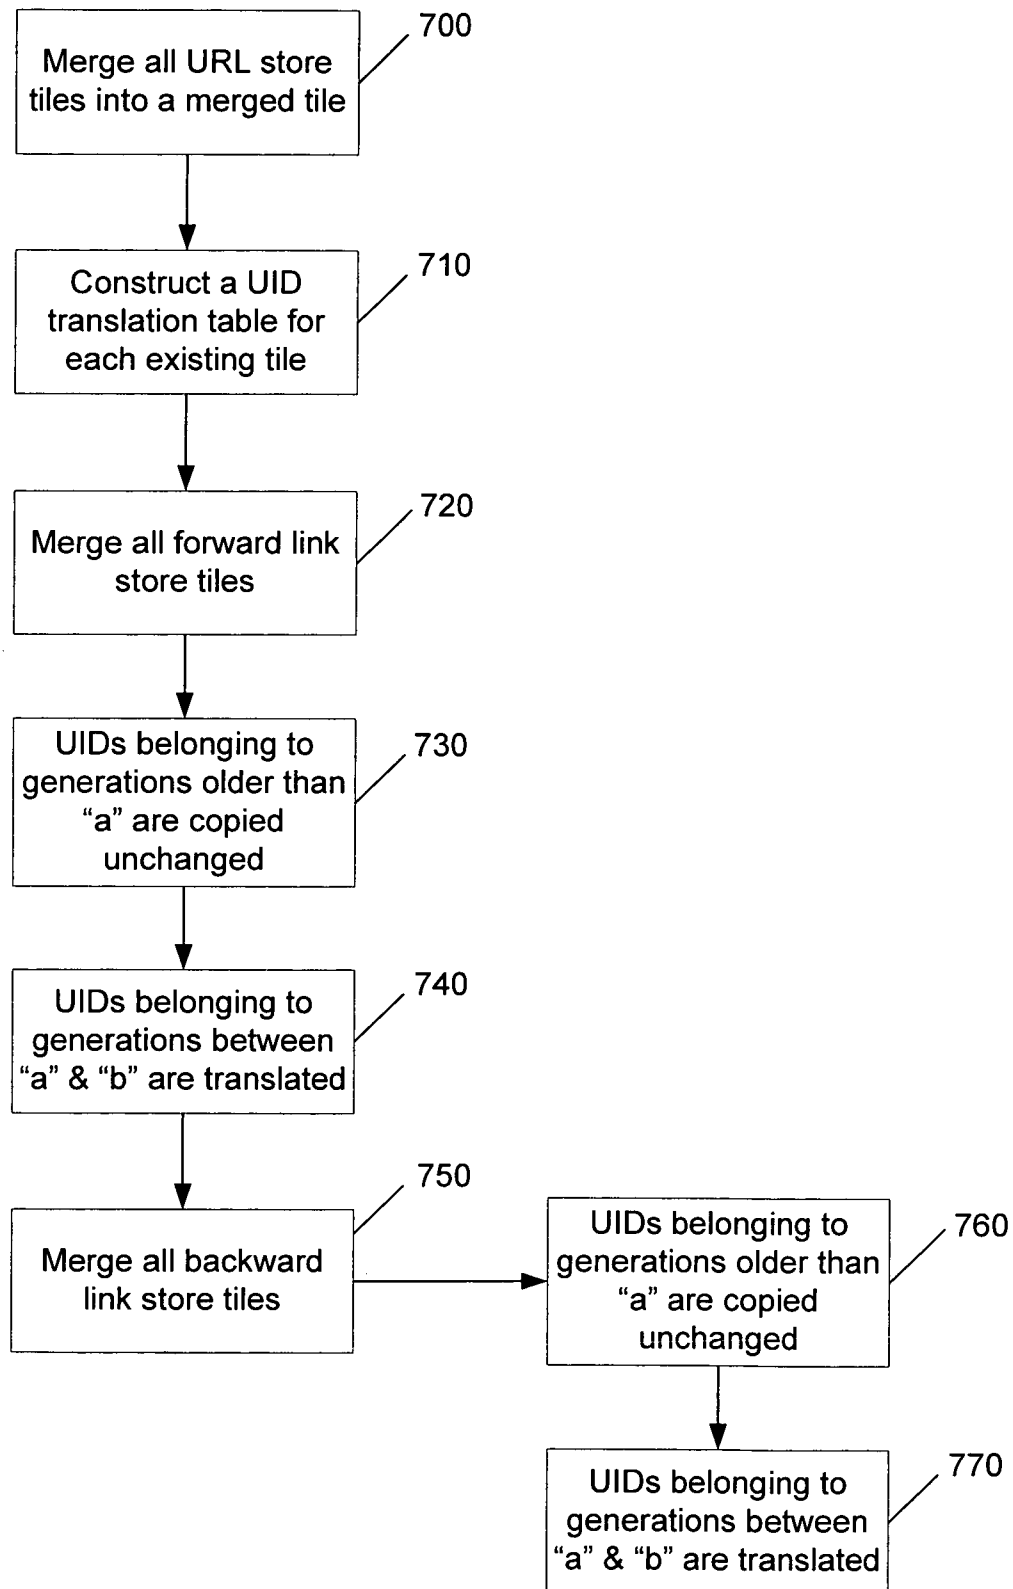 700
Merge all URL store
tiles into a merged tile
710
Construct a UID
translation table for
each existing tile
720
Merge all forward link
store tiles
730
UIDs belonging to
generations older than
“a” are copied
unchanged
740
UIDs belonging to
generations between
“a” & “b” are translated
750
Merge all backward
link store tiles
760
UIDs belonging to
generations older than
“a” are copied
unchanged
770
UIDs belonging to
generations between
“a” & “b” are translated